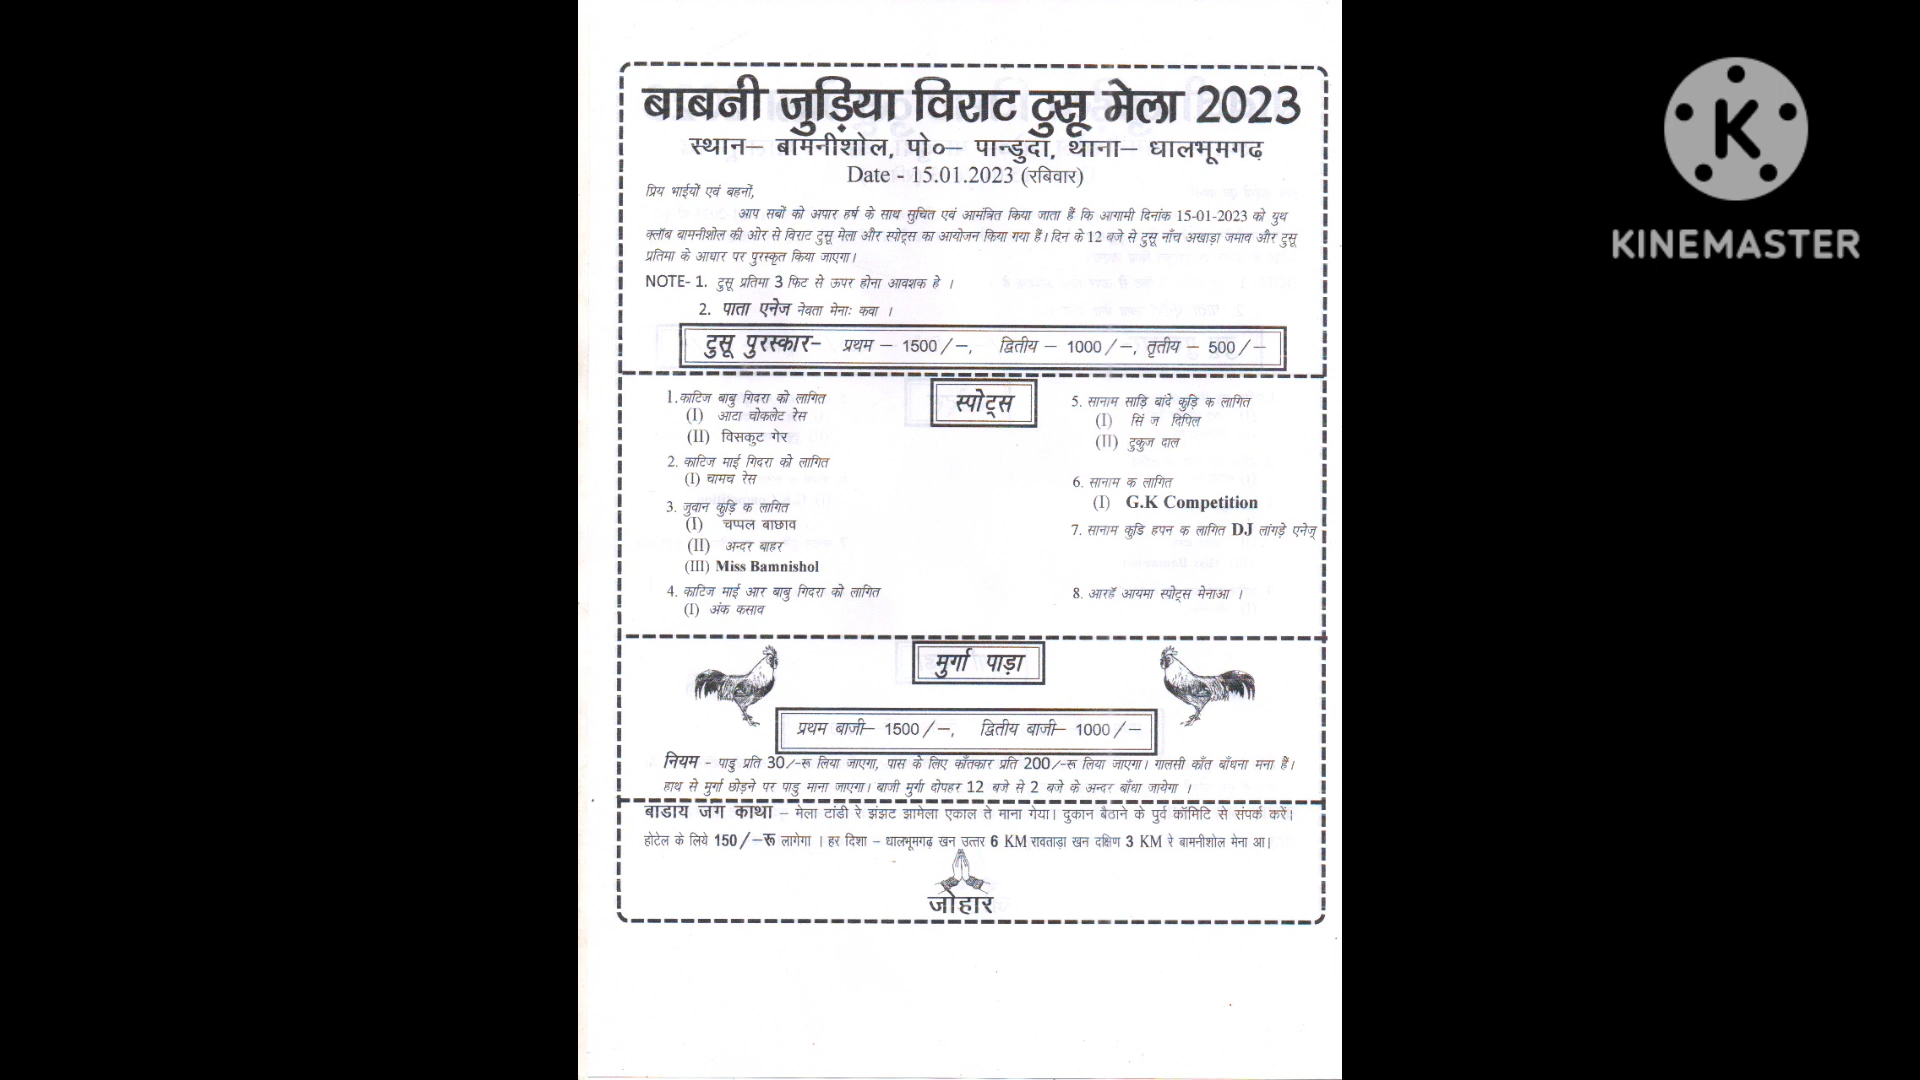 बाबनी जुड़िया विराट टुसू मेला 2023
स्थान– बामनीशोल, पो०– पान्डुदा, थाना– धालभूमगढ़
Date - 15.01.2023 (रबिवार)
प्रिय भाईयों एवं बहनों,
आप सबों को अपार हर्ष के साथ सुचित एवं आमंत्रित किया जाता हैं कि आगामी दिनांक 15-01-2023 को युथ
क्लॉब बामनीशोल की ओर से विराट टुसू मेला और स्पोट्स का आयोजन किया गया हैं। दिन के 12 बजे से टुसू नाँच अखाड़ा जमाव और टुसू
प्रतिमा के आधार पर पुरस्कृत किया जाएगा।
NOTE- 1. टुसू प्रतिमा 3 फिट से ऊपर होना आवशक हे ।
2. पाता एनेज नेवता मेनाः कवा ।
टुसू पुरस्कार– प्रथम – 1500/–, द्वितीय – 1000/–, तृतीय – 500/–
स्पोट्स
1.काटिज बाबु गिदरा को लागित
(I) आटा चोकलेट रेस
(II) विसकुट गेर
2. काटिज माई गिदरा को लागित
(I) चामच रेस
3. जुवान कुड़ि क लागित
(I) चप्पल बाछाव
(II) अन्दर बाहर
(III) Miss Bamnishol
4. काटिज माई आर बाबु गिदरा को लागित
(I) अंक कसाव
5. सानाम साड़ि बांदे कुड़ि क लागित
(I) सिं ज दिपिल
(II) टुकुज दाल
6. सानाम क लागित
(I) G.K Competition
7. सानाम कुडि हपन क लागित DJ लांगड़े एनेज्
8. आरहॅ आयमा स्पोट्स मेनाआ ।
मुर्गा पाड़ा
प्रथम बाजी– 1500/–, द्वितीय बाजी– 1000/–
नियम - पाडु प्रति 30/-रू लिया जाएगा, पास के लिए काँतकार प्रति 200/-रू लिया जाएगा। गालसी काँत बाँधना मना हैं।
हाथ से मुर्गा छोड़ने पर पाडु माना जाएगा। बाजी मुर्गा दोपहर 12 बजे से 2 बजे के अन्दर बाँधा जायेगा ।
बाडाय जग काथा – मेला टांडी रे झंझट झामेला एकाल ते माना गेया। दुकान बैठाने के पुर्व कॉमिटि से संपर्क करें।
होटेल के लिये 150/–रू लागेगा । हर दिशा – धालभूमगढ़ खन उत्तर 6 KM रावताड़ा खन दक्षिण 3 KM रे बामनीशोल मेना आ।
जोहार
K
KINEMASTER